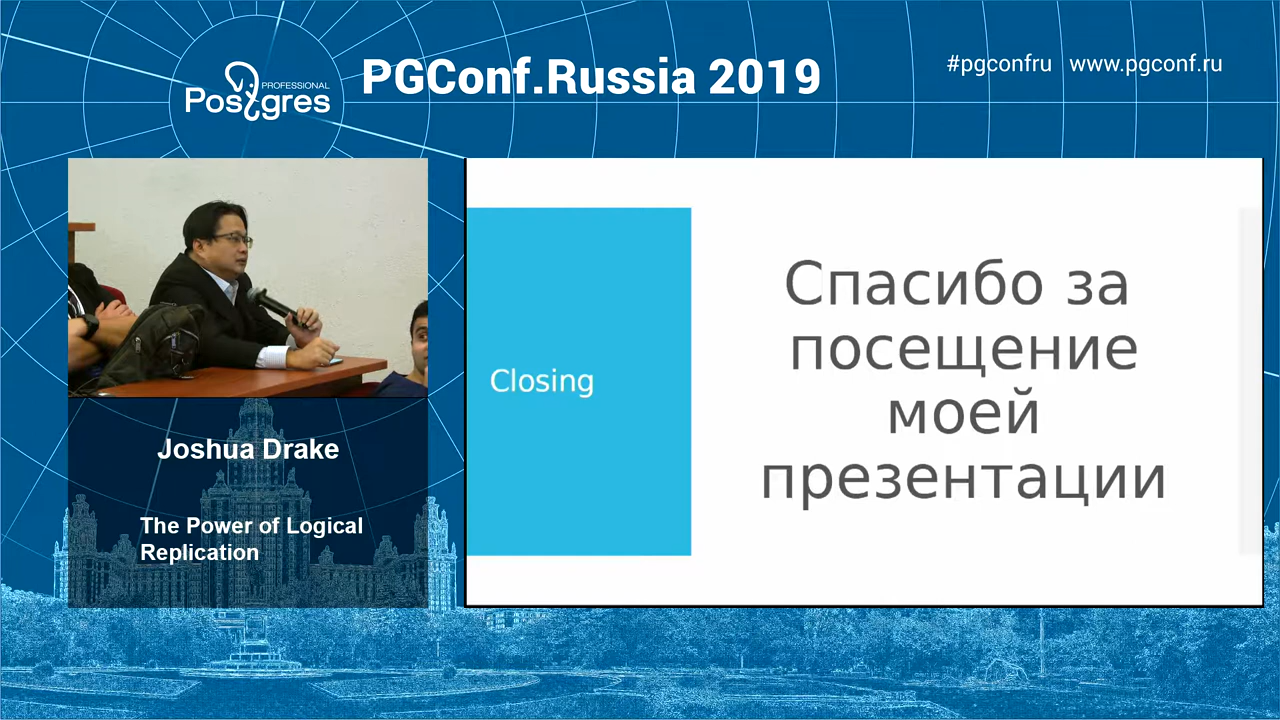 PROFESSIONAL
Postgres
PGConf.Russia 2019
#pgconfru www.pgconf.ru
Joshua Drake
The Power of Logical
Replication
Closing
Спасибо за
посещение
моей
презентации